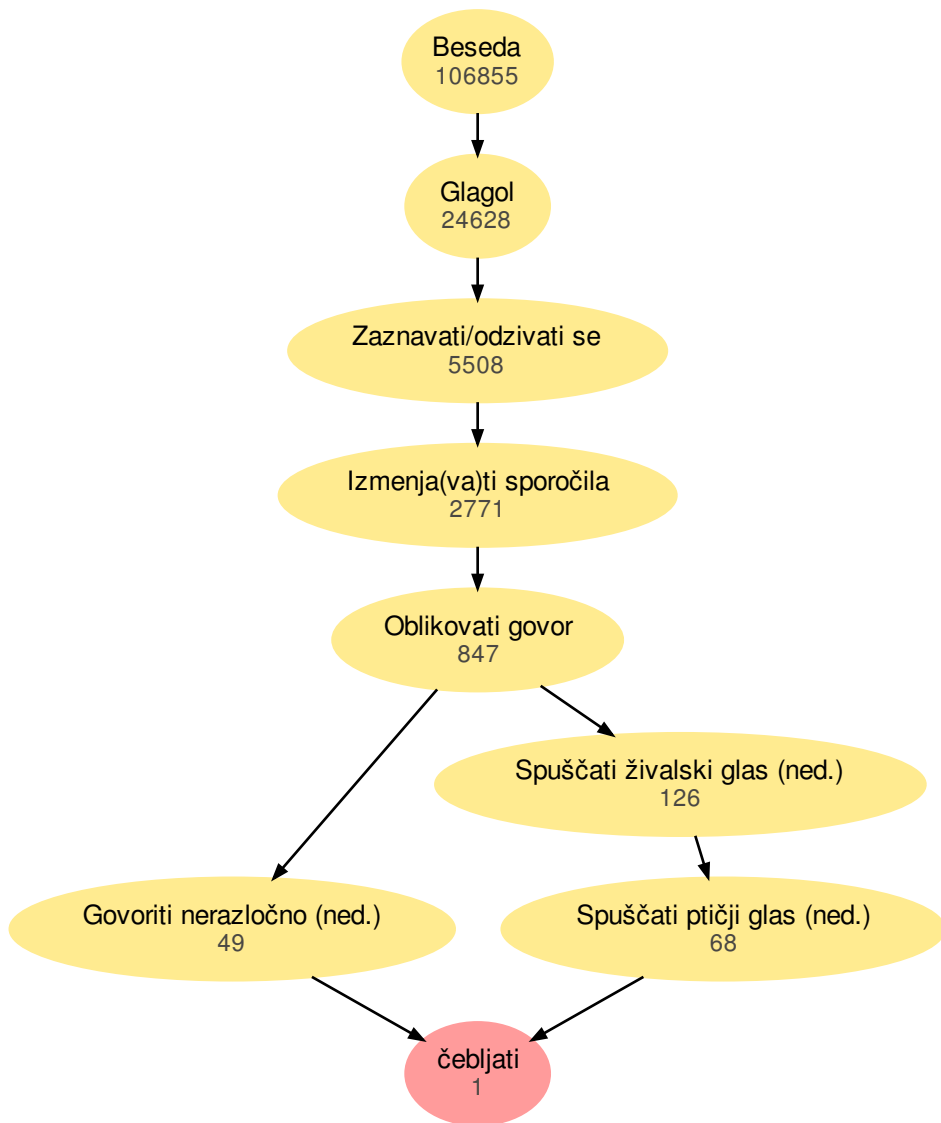 Beseda
106855
Glagol
24628
Zaznavati/odzivati se
5508
Izmenja(va)ti sporočila
2771
Oblikovati govor
847
Spuščati živalski glas (ned.)
126
Govoriti nerazločno (ned.)
49
Spuščati ptičji glas (ned.)
68
čebljati
1